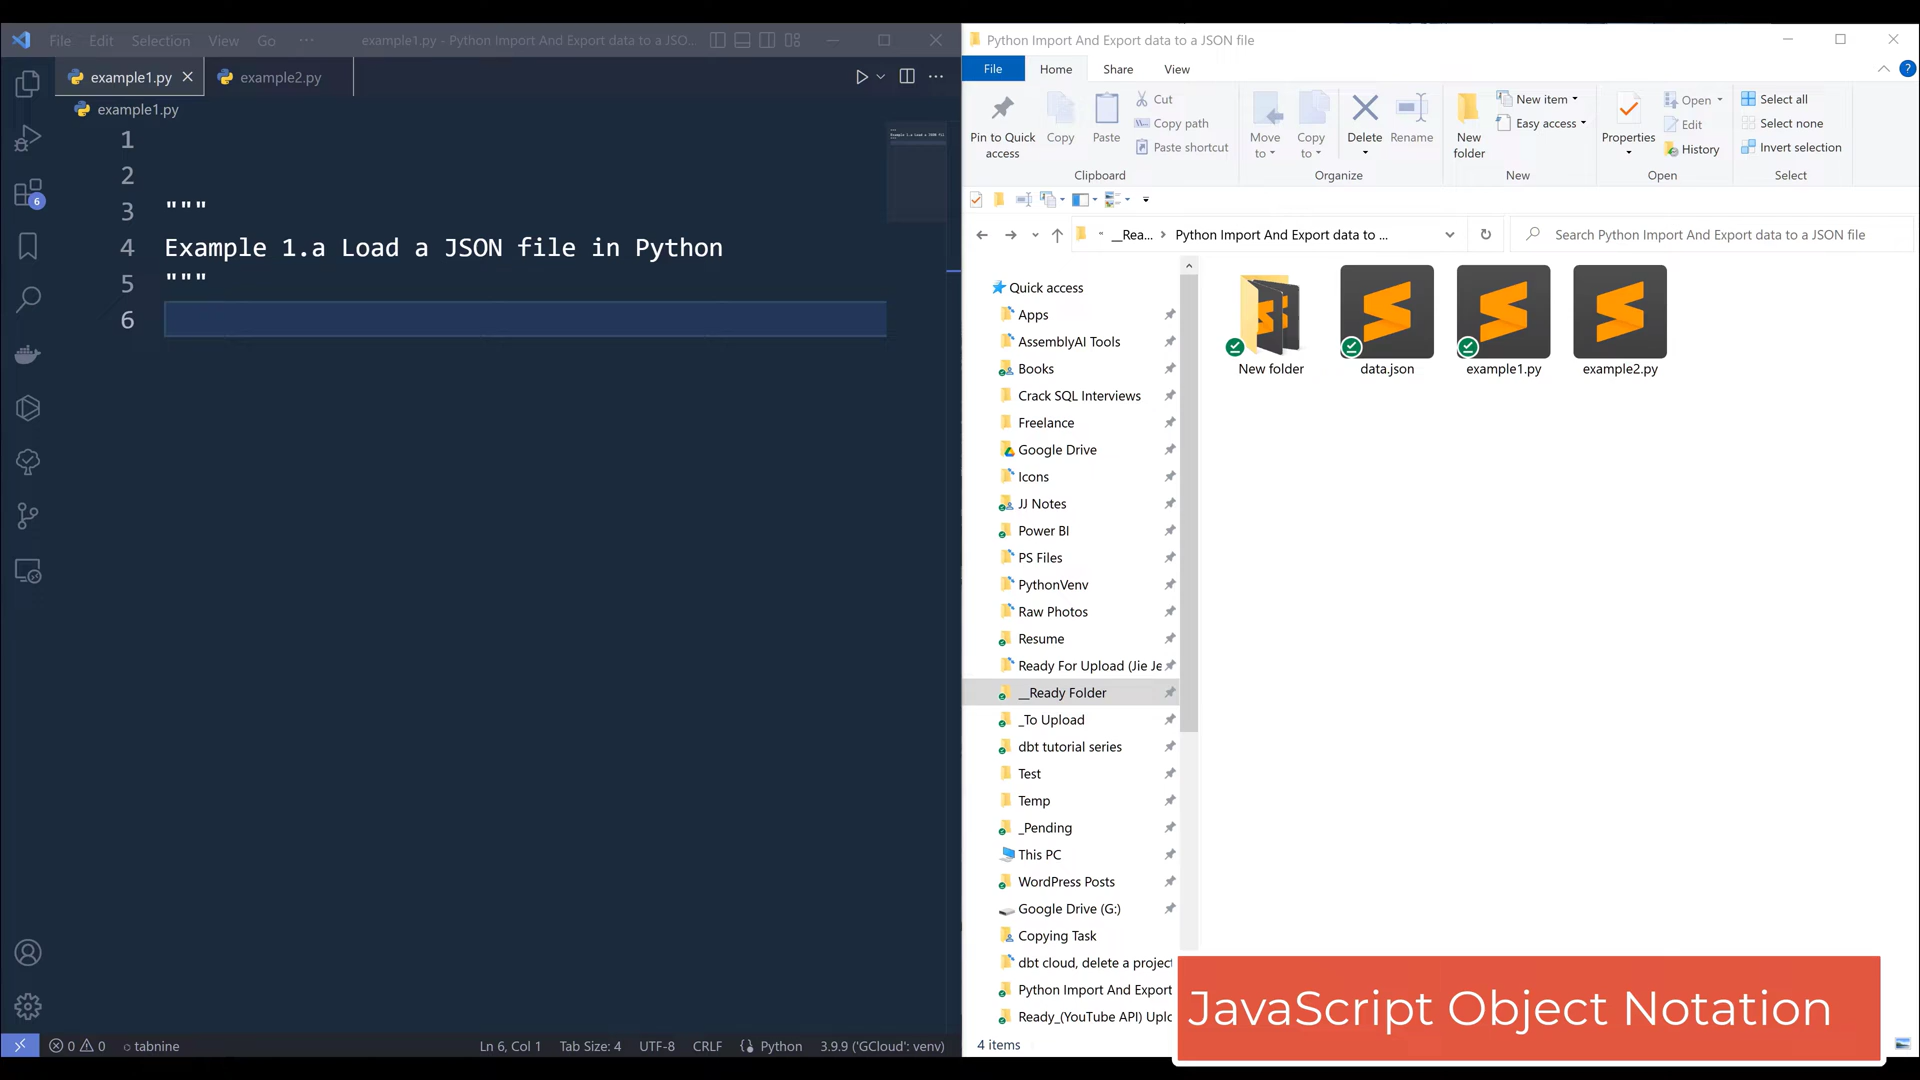 File Edit Selection View Go ··· example1.py - Python Import And Export data to a JSO...
example1.py example2.py
example1.py
1
2
3 """
4 Example 1.a Load a JSON file in Python
5 """
6
6
0 0 tabnine Ln 6, Col 1 Tab Size: 4 UTF-8 CRLF Python 3.9.9 ('GCloud': venv)
Python Import And Export data to a JSON file
File Home Share View
Pin to Quick access
Copy
Paste
Cut
Copy path
Paste shortcut
Clipboard
Move to
Copy to
Delete
Rename
Organize
New folder
New item
Easy access
New
Properties
Open
Edit
History
Open
Select all
Select none
Invert selection
Select
« __Rea... > Python Import And Export data to ...
Search Python Import And Export data to a JSON file
Quick access
Apps
AssemblyAI Tools
Books
Crack SQL Interviews
Freelance
Google Drive
Icons
JJ Notes
Power BI
PS Files
PythonVenv
Raw Photos
Resume
Ready For Upload (Jie Je
__Ready Folder
_To Upload
dbt tutorial series
Test
Temp
_Pending
This PC
WordPress Posts
Google Drive (G:)
Copying Task
dbt cloud, delete a project
Python Import And Export
Ready_(YouTube API) Uplo
New folder
data.json
example1.py
example2.py
4 items
JavaScript Object Notation